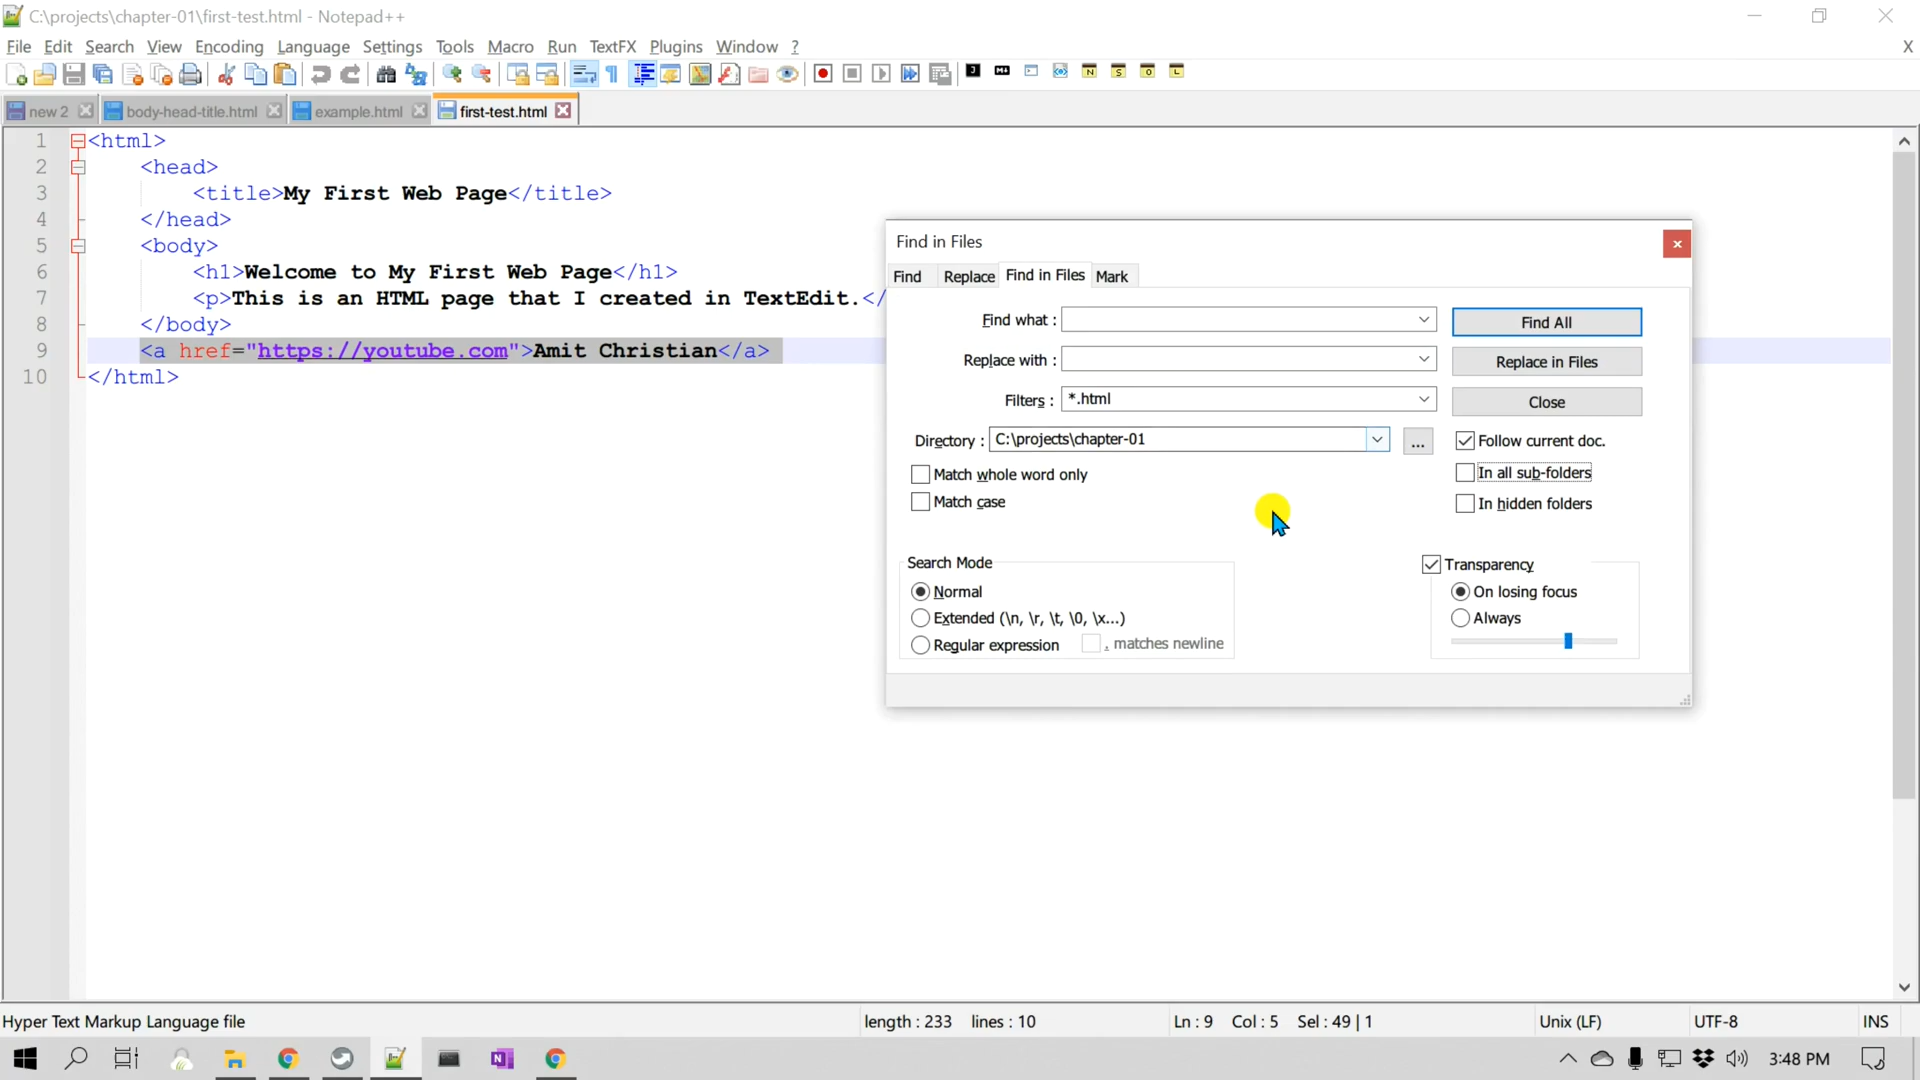 C:\projects\chapter-01\first-test.html - Notepad++
File Edit Search View Encoding Language Settings Tools Macro Run TextFX Plugins Window ? X
new 2 body-head-title.html example.html first-test.html
1 <html>
2 <head>
3 <title>My First Web Page</title>
4 </head>
5 <body>
6 <h1>Welcome to My First Web Page</h1>
7 <p>This is an HTML page that I created in TextEdit.</
8 </body>
9 <a href="https://youtube.com">Amit Christian</a>
10 </html>
Find in Files
Find Replace Find in Files Mark
Find what : Find All
Replace with : Replace in Files
Filters : *.html Close
Directory : C:\projects\chapter-01 ... Follow current doc.
Match whole word only In all sub-folders
Match case In hidden folders
Search Mode Transparency
Normal On losing focus
Extended (\n, \r, \t, \0, \x...) Always
Regular expression . matches newline
Hyper Text Markup Language file length : 233 lines : 10 Ln : 9 Col : 5 Sel : 49 | 1 Unix (LF) UTF-8 INS
3:48 PM